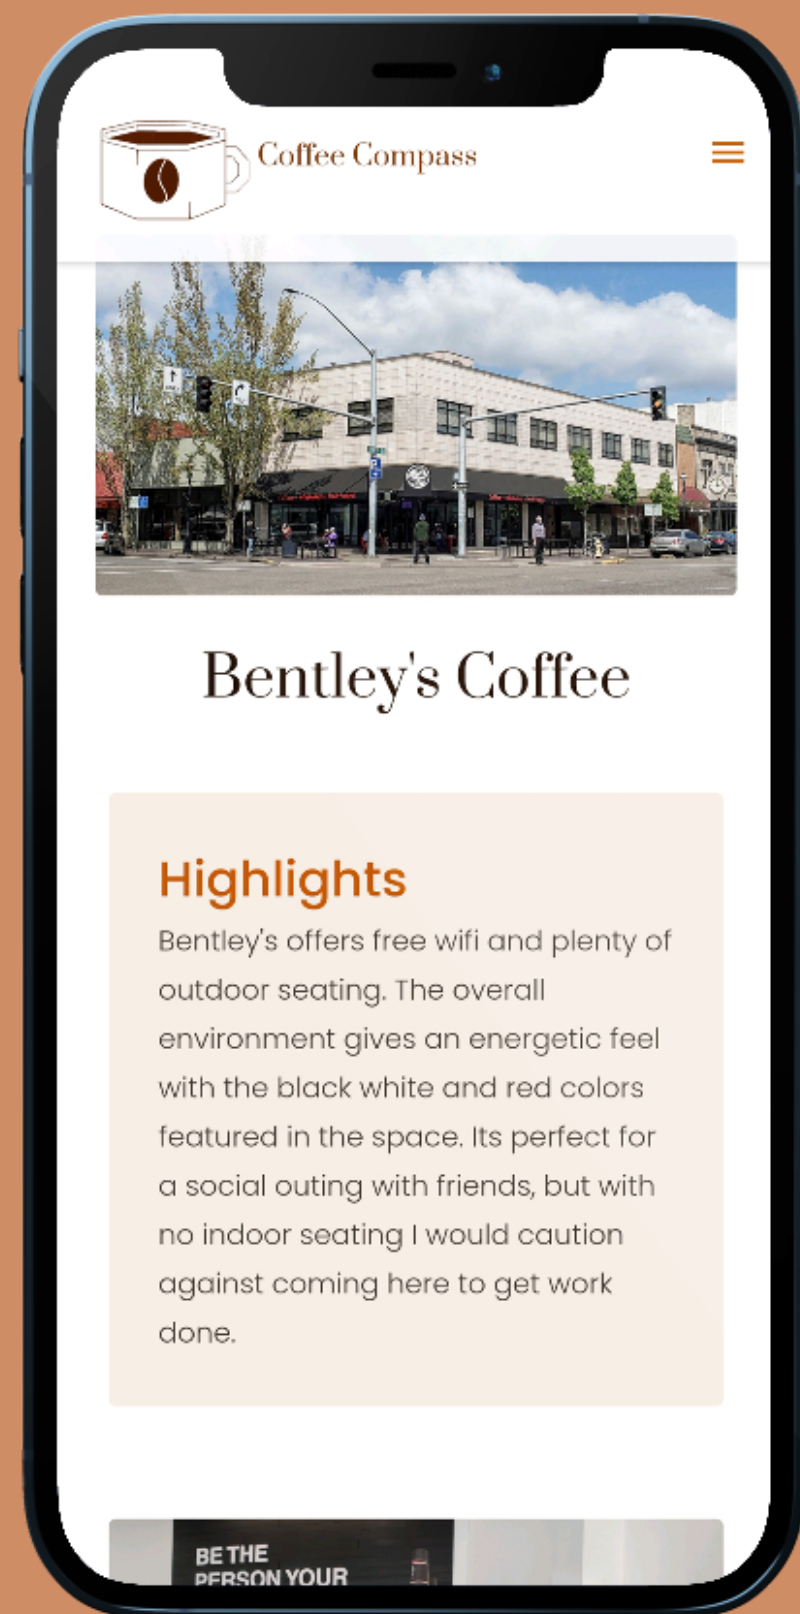 Coffee Compass
Bentley's Coffee
Highlights
Bentley's offers free wifi and plenty of
outdoor seating. The overall
environment gives an energetic feel
with the black white and red colors
featured in the space. Its perfect for
a social outing with friends, but with
no indoor seating I would caution
against coming here to get work
done.
BE THE
PERSON YOUR